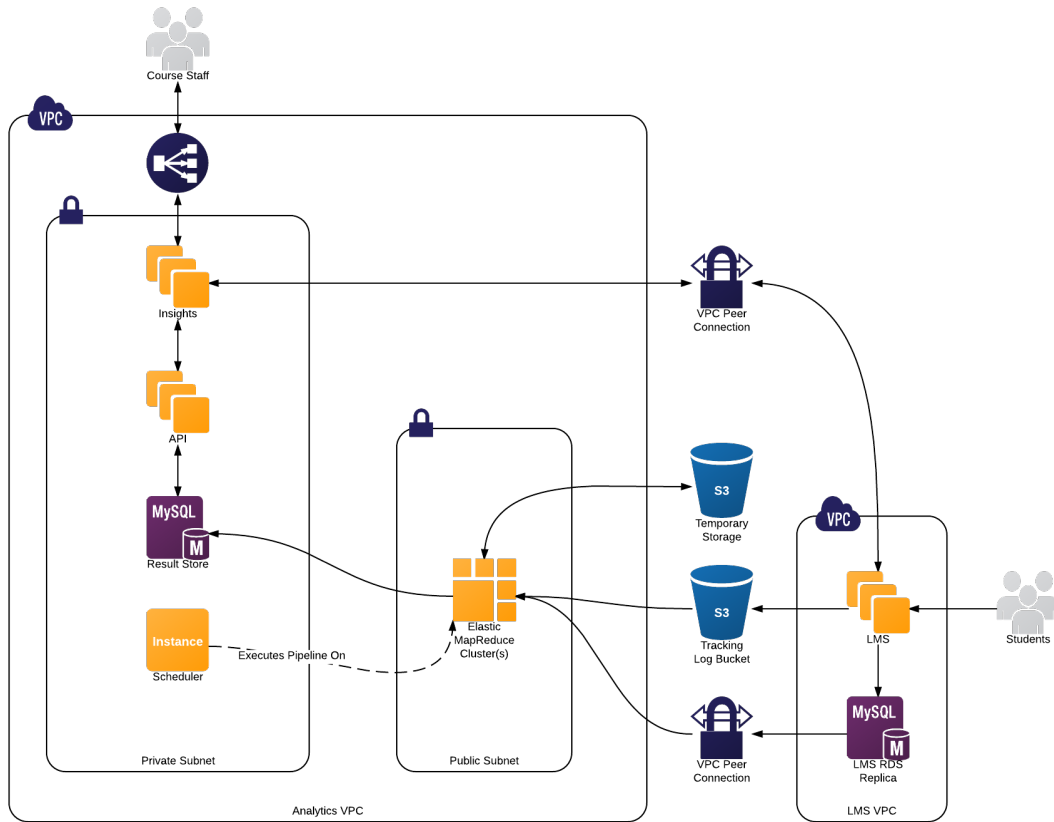 Course Staff
VPC
Insights
VPC Peer
Connection
API
S3
Temporary
Storage
MySQL
M
Result Store
VPC
Elastic
MapReduce
Cluster(s)
S3
Tracking
Log Bucket
LMS
Students
Instance
Executes Pipeline On
Scheduler
MySQL
M
LMS RDS
Replica
VPC Peer
Connection
Private Subnet
Public Subnet
Analytics VPC
LMS VPC